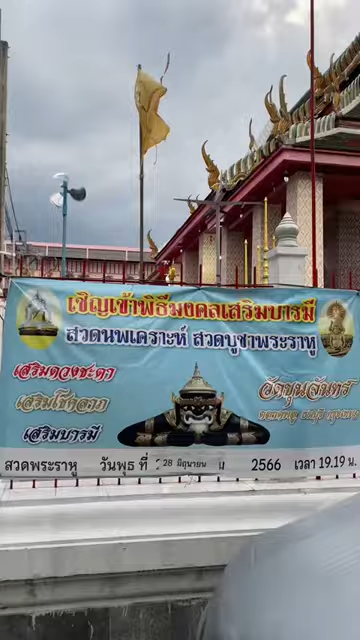 เชิญเข้าพิธีมงคลเสริมบารมี
สวดนพเคราะห์ สวดบูชาพระราหู
เสริมดวงชะตา
เสริมโชคลาภ
เสริมบารมี
วัดขุนจันทร์
สวดพระราหู วันพุธ ที่ 28 มิถุนายน 2566 เวลา 19.19 น.